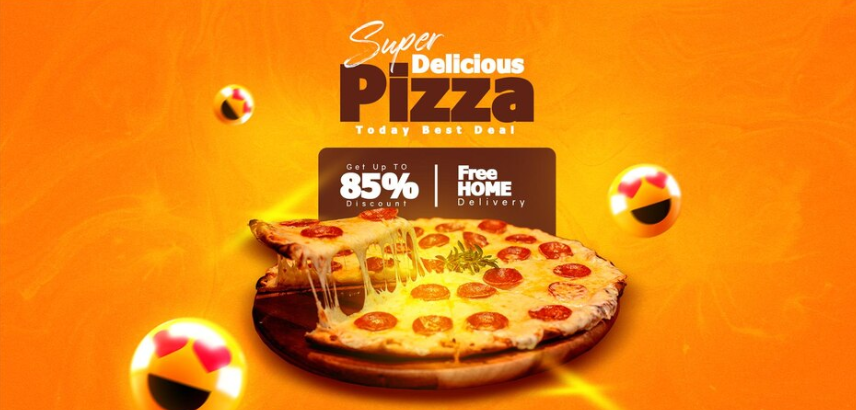 Super
Delicious
Pizza
Today Best Deal
Get Up TO
85%
Discount
Free
HOME
Delivery